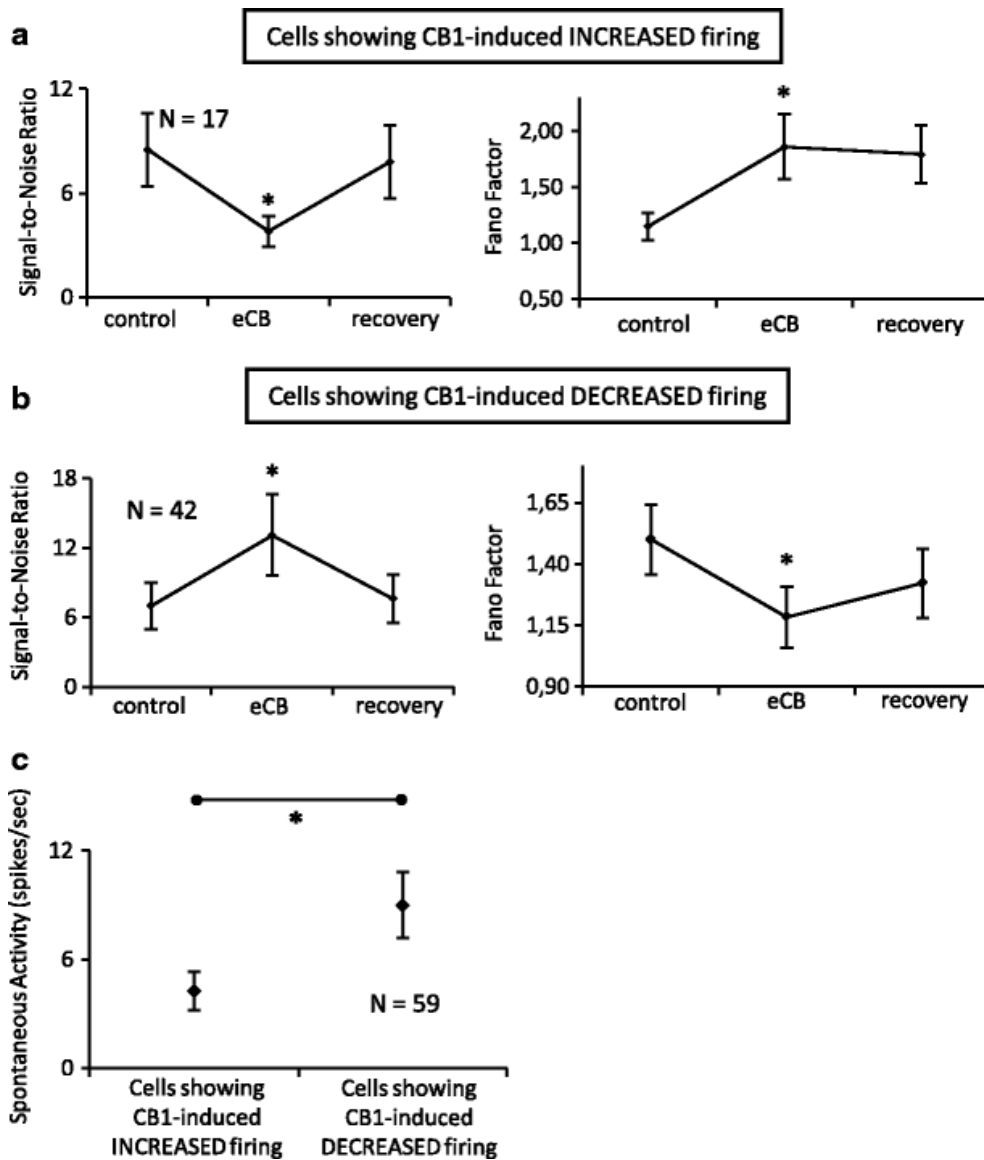 a
Cells showing CB1-induced INCREASED firing
Signal-to-Noise Ratio
12
6
0
N = 17
*
control eCB recovery
Fano Factor
2,00
1,50
1,00
0,50
*
control eCB recovery
b
Cells showing CB1-induced DECREASED firing
Signal-to-Noise Ratio
18
12
6
0
N = 42
*
control eCB recovery
Fano Factor
1,65
1,40
1,15
0,90
*
control eCB recovery
c
Spontaneous Activity (spikes/sec)
12
6
0
*
N = 59
Cells showing
CB1-induced
INCREASED firing
Cells showing
CB1-induced
DECREASED firing